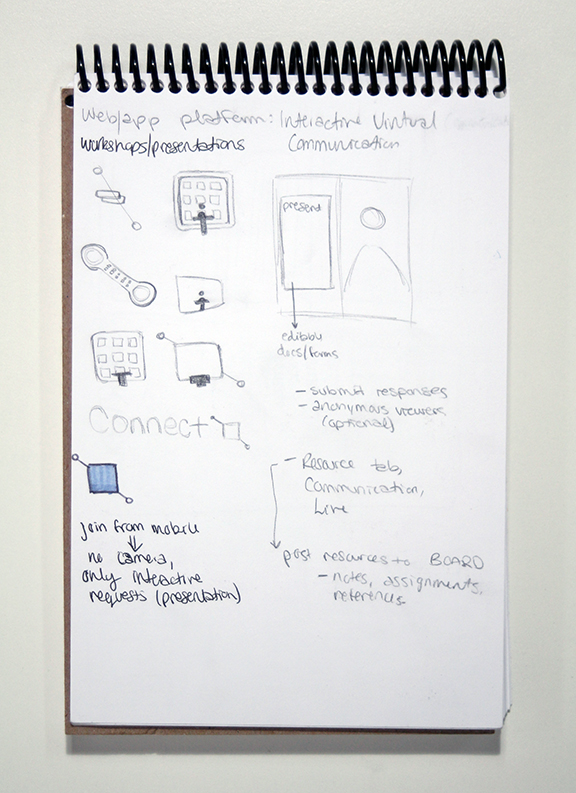 Web/app platform: Interactive Virtual
Communication
workshops/presentations
present
editible
docs/forms
- submit responses
- anonymous viewers
(optional)
Connect
- Resource tab,
Communication,
Live
join from mobile
no camera,
only interactive
requests (presentation)
post resources to BOARD
- notes, assignments,
references